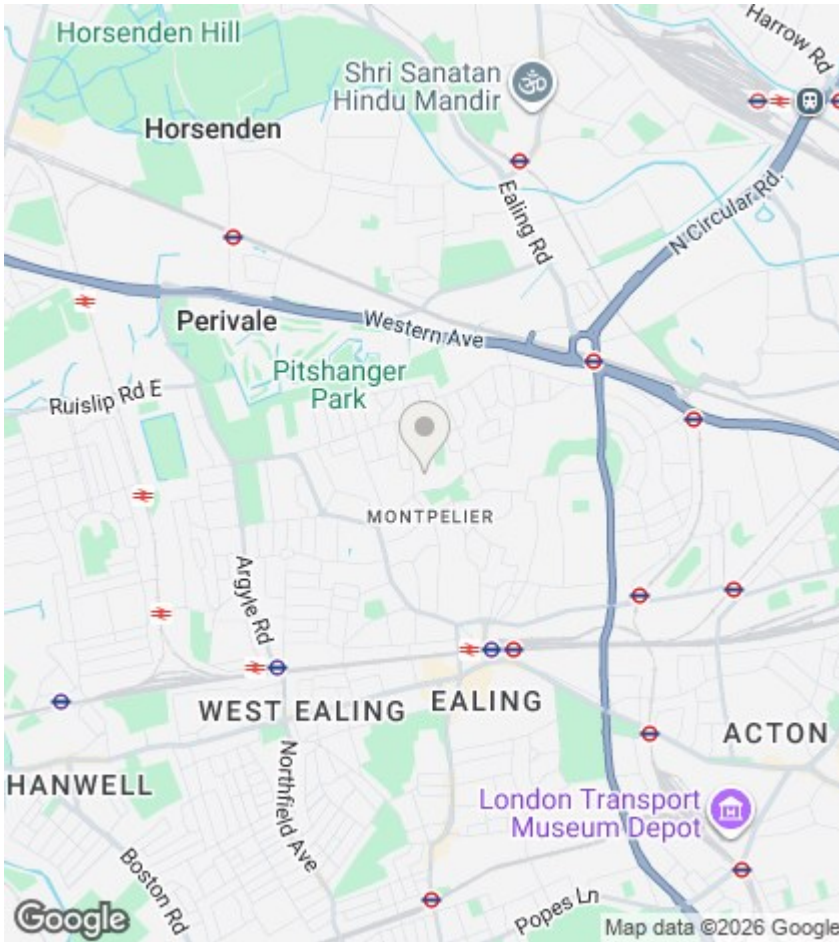 Harrow Rd
Horsenden Hill
Shri Sanatan
Hindu Mandir
Horsenden
Ealing Rd
N Circular Rd.
Perivale
Western Ave
Pitshanger
Park
Ruislip Rd E
MONTPELIER
Argyle Rd
WEST EALING
EALING
ACTON
HANWELL
Northfield Ave
London Transport
Museum Depot
Boston Rd
Popes Ln
Google
Map data ©2026 Google